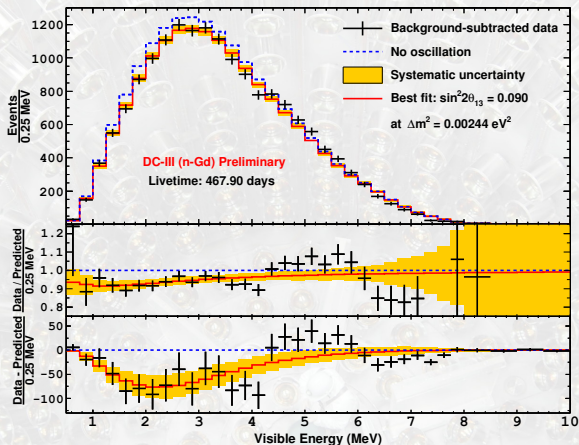 1200
1000
800
600
400
200
Events
0.25 MeV
Background-subtracted data
No oscillation
Systematic uncertainty
Best fit: sin²2θ₁₃ = 0.090
at Δm² = 0.00244 eV²
DC-III (n-Gd) Preliminary
Livetime: 467.90 days
1.2
1.1
1.0
0.9
0.8
Data / Predicted
0.25 MeV
50
0
-50
-100
Data - Predicted
0.25 MeV
1 2 3 4 5 6 7 8 9 10
Visible Energy (MeV)